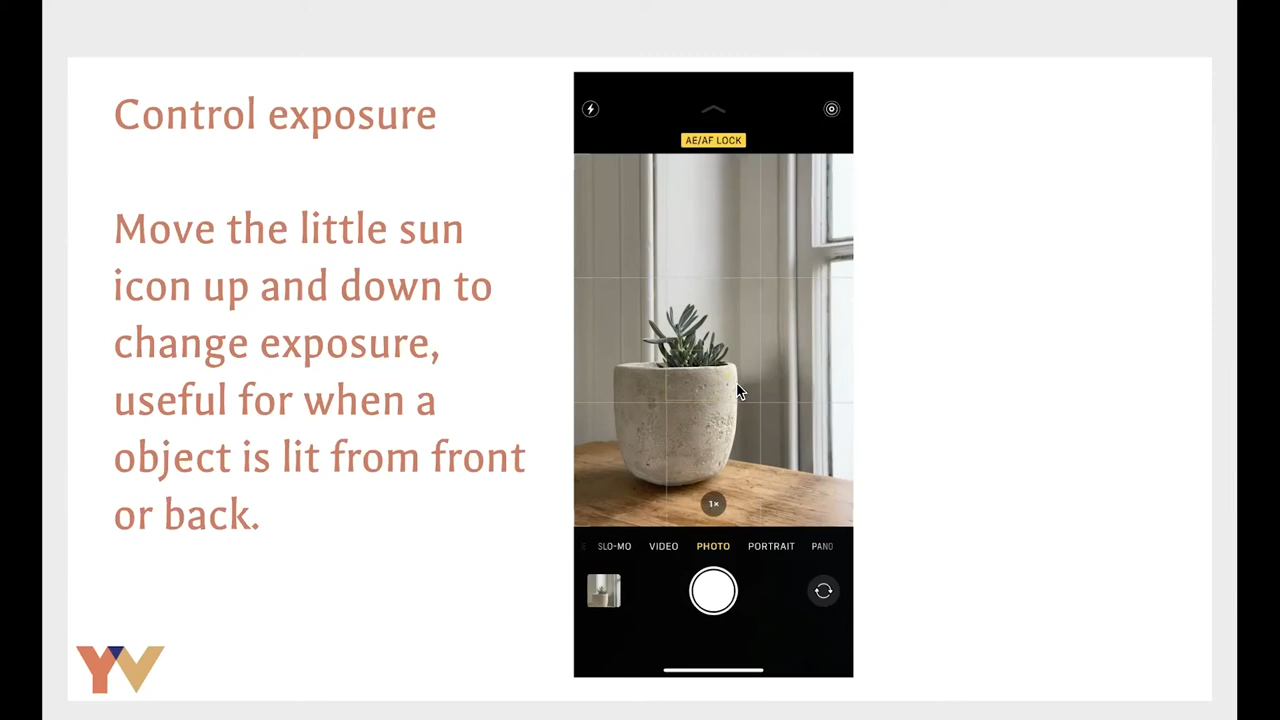 Control exposure
Move the little sun
icon up and down to
change exposure,
useful for when a
object is lit from front
or back.
YV
AE/AF LOCK
1×
SLO-MO VIDEO PHOTO PORTRAIT PANO